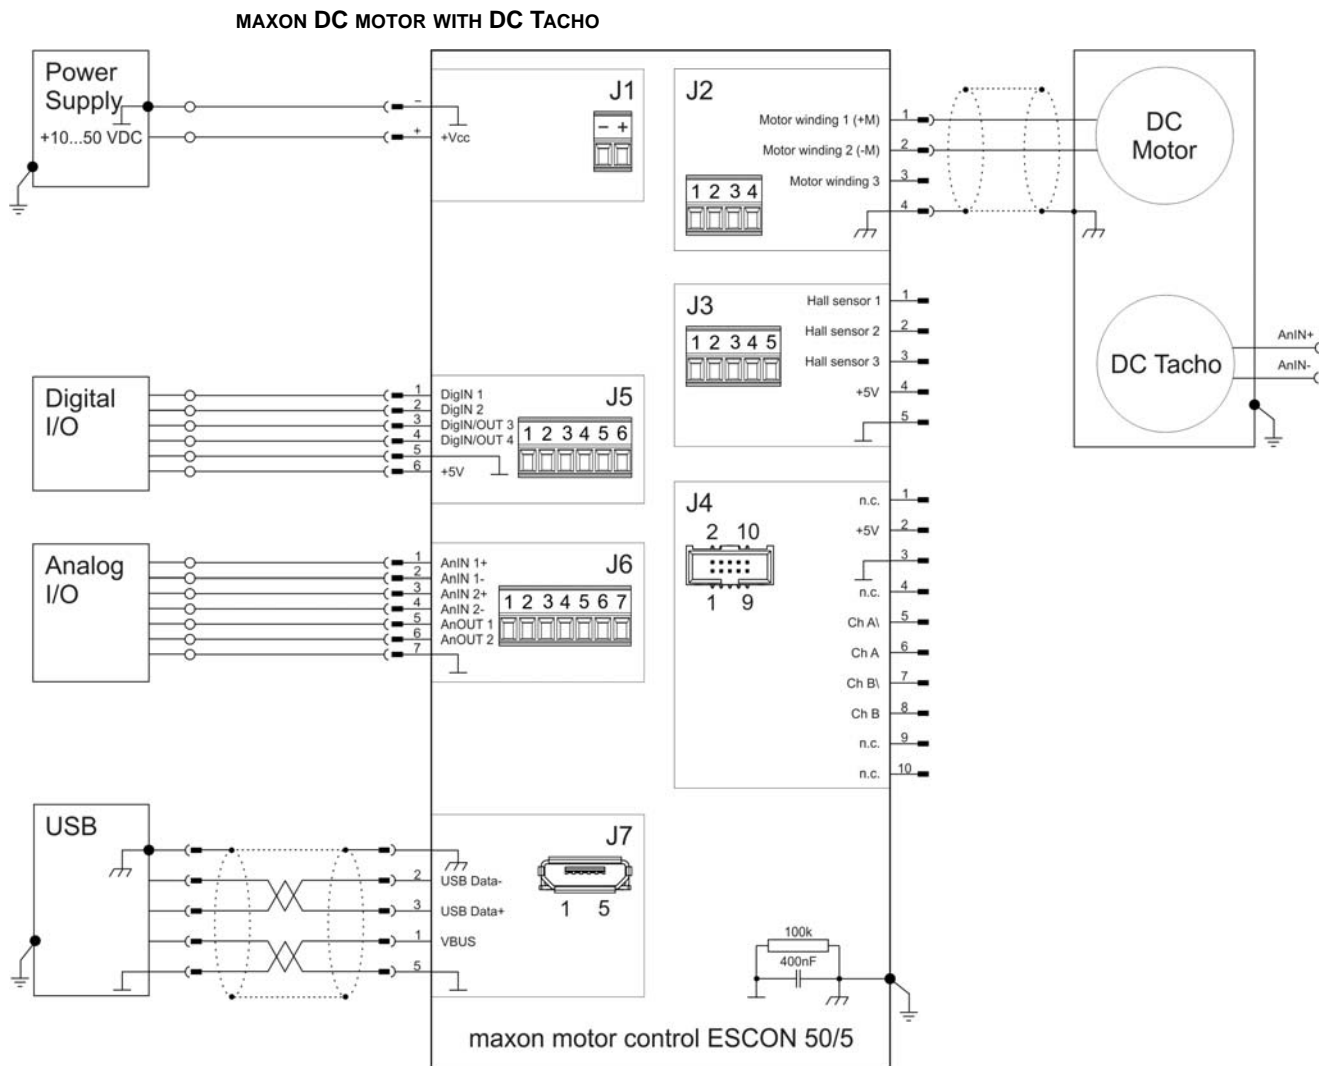 MAXON DC MOTOR WITH DC TACHO
Power
Supply
+10...50 VDC
−
+
+Vcc
J1
− +
J2
Motor winding 1 (+M)
1
Motor winding 2 (-M)
2
Motor winding 3
3
4
1 2 3 4
DC
Motor
J3
1 2 3 4 5
Hall sensor 1
1
Hall sensor 2
2
Hall sensor 3
3
+5V
4
5
DC Tacho
AnIN+
AnIN-
Digital
I/O
1
DigIN 1
2
DigIN 2
3
DigIN/OUT 3
4
DigIN/OUT 4
5
6
+5V
J5
1 2 3 4 5 6
J4
2 10
1 9
n.c.
1
+5V
2
3
n.c.
4
Ch A\
5
Ch A
6
Ch B\
7
Ch B
8
n.c.
9
n.c.
10
Analog
I/O
1
AnIN 1+
2
AnIN 1-
3
AnIN 2+
4
AnIN 2-
5
AnOUT 1
6
AnOUT 2
7
J6
1 2 3 4 5 6 7
USB
2
USB Data-
3
USB Data+
1
VBUS
5
J7
1 5
100k
400nF
maxon motor control ESCON 50/5